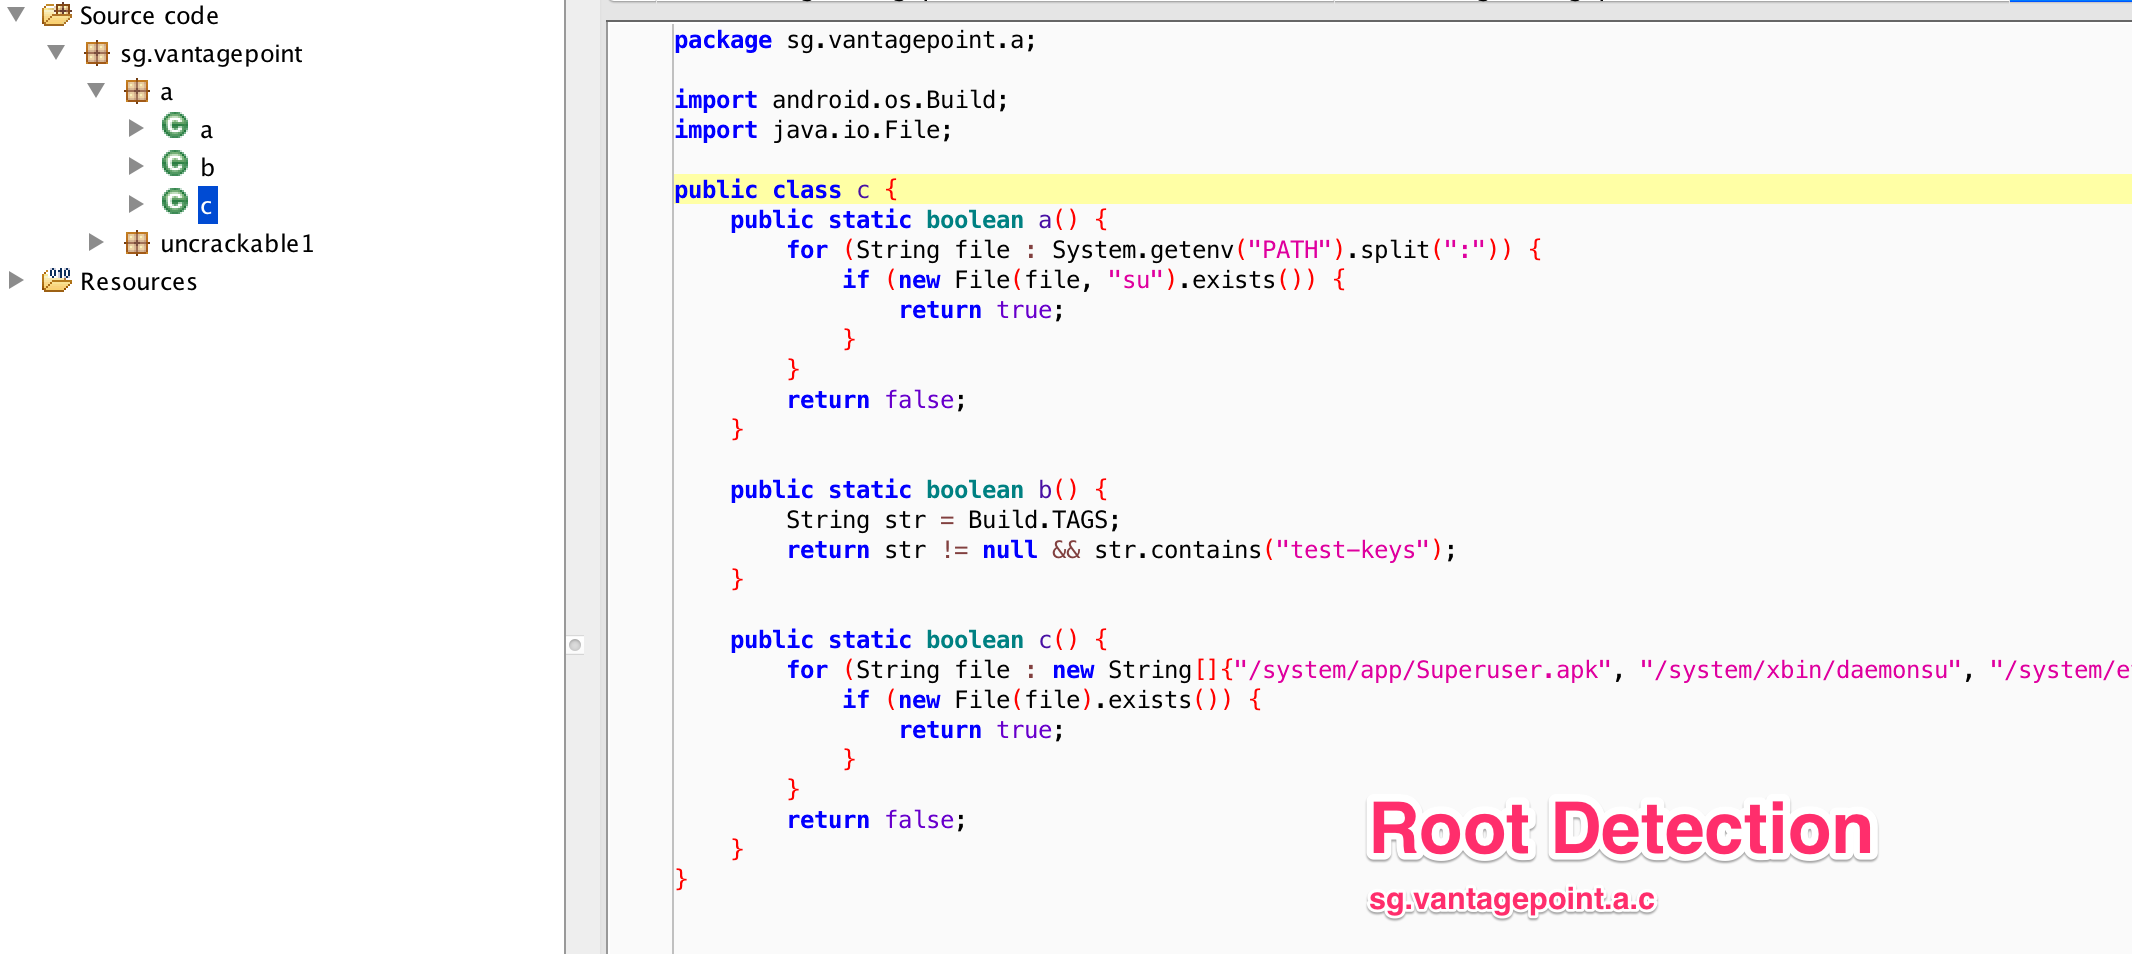 Source code
sg.vantagepoint
a
a
b
c
uncrackable1
Resources
package sg.vantagepoint.a;
import android.os.Build;
import java.io.File;
public class c {
public static boolean a() {
for (String file : System.getenv("PATH").split(":")) {
if (new File(file, "su").exists()) {
return true;
}
}
return false;
}
public static boolean b() {
String str = Build.TAGS;
return str != null && str.contains("test-keys");
}
public static boolean c() {
for (String file : new String[]{"/system/app/Superuser.apk", "/system/xbin/daemonsu", "/system/e
if (new File(file).exists()) {
return true;
}
}
return false;
}
}
Root Detection
sg.vantagepoint.a.c